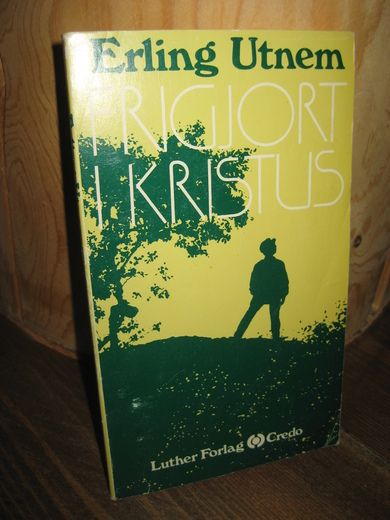 Erling Utnem
FRIGJORT
I KRISTUS
Luther Forlag Credo